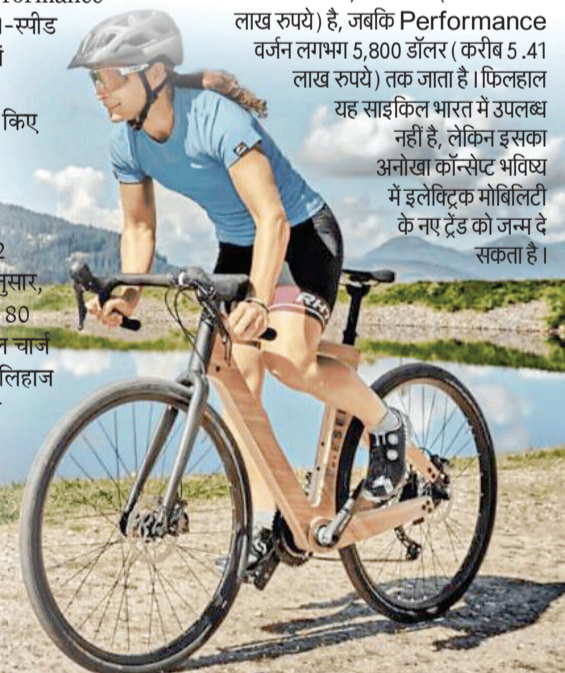 -स्पीड
किए
2
नुसार,
80
चार्ज
लिहाज
लाख रुपये) है, जबकि Performance
वर्जन लगभग 5,800 डॉलर (करीब 5.41
लाख रुपये) तक जाता है। फिलहाल
यह साइकिल भारत में उपलब्ध
नहीं है, लेकिन इसका
अनोखा कॉन्सेप्ट भविष्य
में इलेक्ट्रिक मोबिलिटी
के नए ट्रेंड को जन्म दे
सकता है।